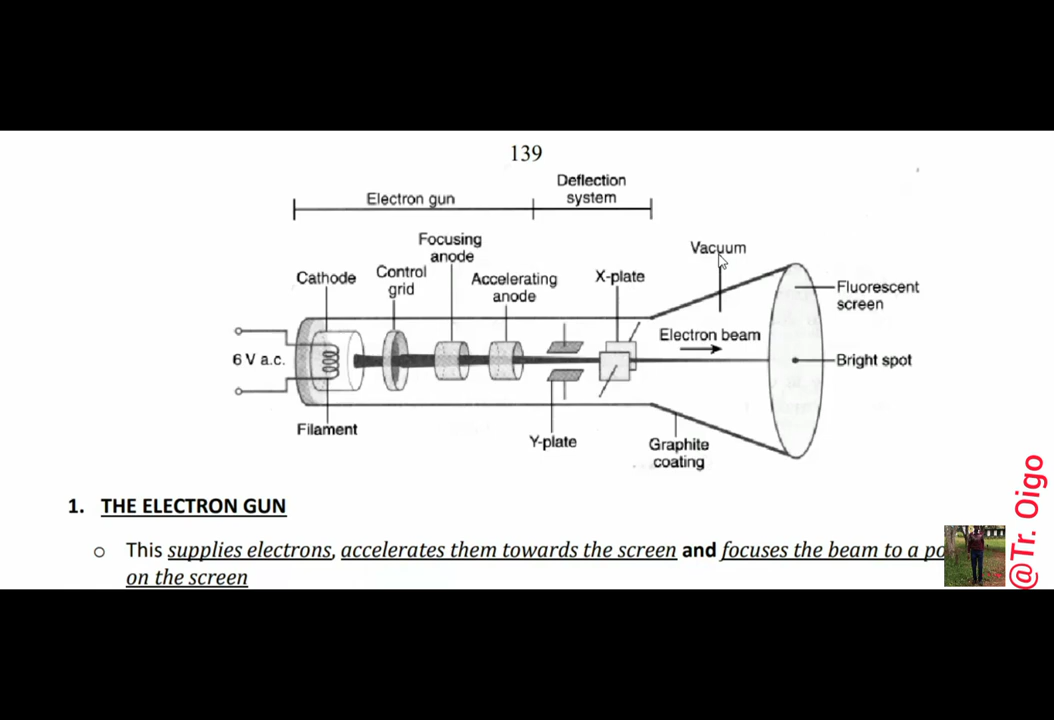 139
Deflection
system
Electron gun
Focusing
anode
Vacuum
Cathode
Control
grid
Accelerating
anode
X-plate
Fluorescent
screen
Electron beam
6 V a.c.
Bright spot
Filament
Y-plate
Graphite
coating
1. THE ELECTRON GUN
○ This supplies electrons, accelerates them towards the screen and focuses the beam to a
on the screen
@Tr. Oigo